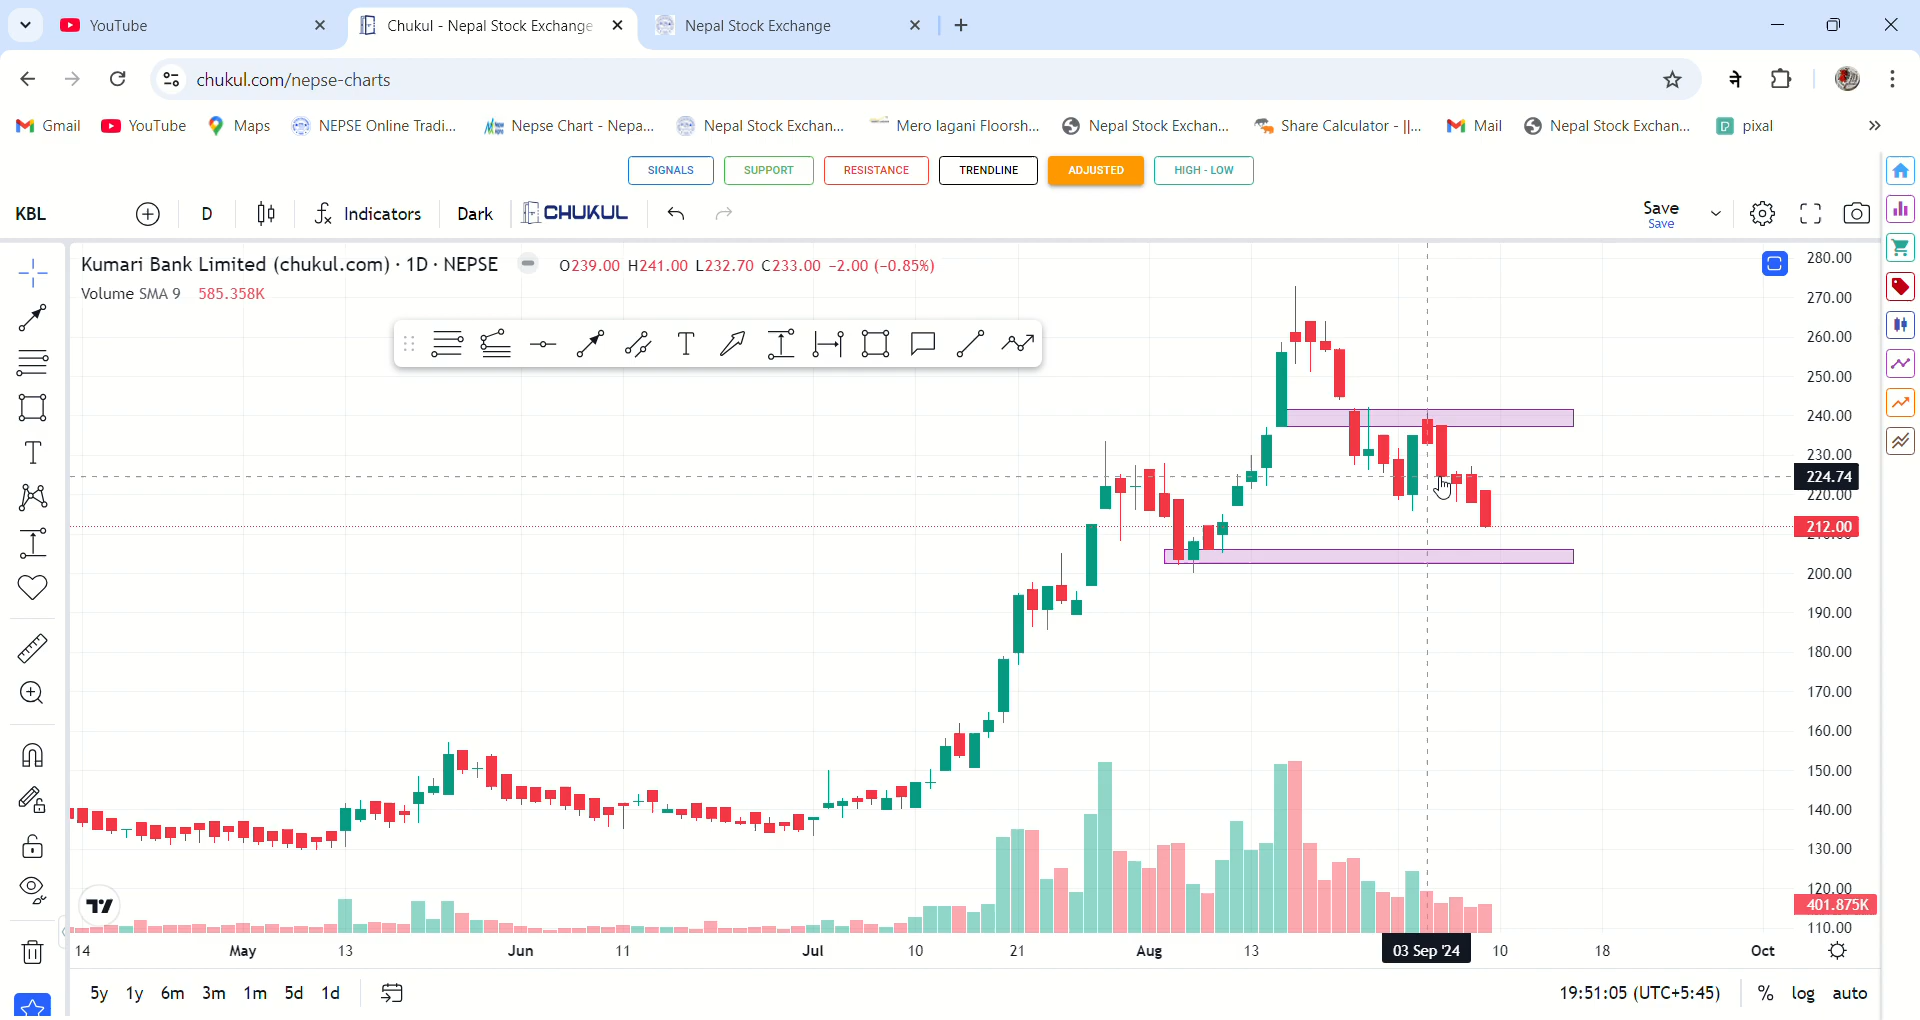 YouTube
Chukul - Nepal Stock Exchange
Nepal Stock Exchange
chukul.com/nepse-charts
ने
Gmail
YouTube
Maps
NEPSE Online Tradi...
Nepse Chart - Nepa...
Nepal Stock Exchan...
Mero lagani Floorsh...
Nepal Stock Exchan...
Share Calculator - ||...
Mail
Nepal Stock Exchan...
pixal
SIGNALS
SUPPORT
RESISTANCE
TRENDLINE
ADJUSTED
HIGH - LOW
KBL
D
Indicators
Dark
CHUKUL
Save
Save
Kumari Bank Limited (chukul.com) · 1D · NEPSE
O239.00 H241.00 L232.70 C233.00 -2.00 (-0.85%)
Volume SMA 9 585.358K
280.00
270.00
260.00
250.00
240.00
230.00
224.74
220.00
212.00
210.00
200.00
190.00
180.00
170.00
160.00
150.00
140.00
130.00
120.00
401.875K
110.00
14
May
13
Jun
11
Jul
10
21
Aug
13
03 Sep '24
10
18
Oct
5y
1y
6m
3m
1m
5d
1d
19:51:05 (UTC+5:45)
%
log
auto